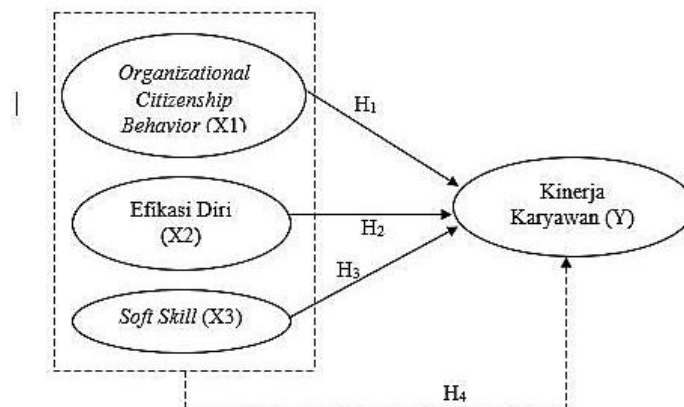 Organizational
Citizenship
Behavior (X1)
H1
Efikasi Diri
(X2)
H2
Kinerja
Karyawan (Y)
H3
Soft Skill (X3)
H4